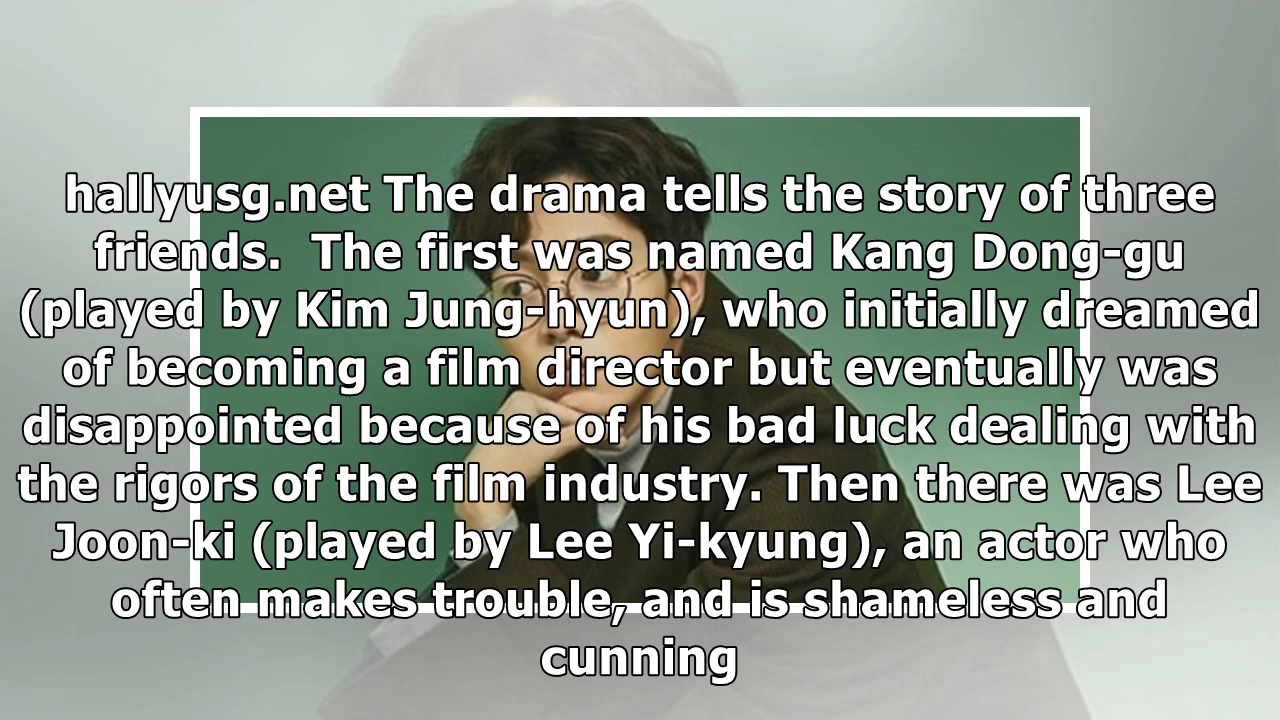 hallyusg.net The drama tells the story of three
friends.  The first was named Kang Dong-gu
(played by Kim Jung-hyun), who initially dreamed
of becoming a film director but eventually was
disappointed because of his bad luck dealing with
the rigors of the film industry. Then there was Lee
Joon-ki (played by Lee Yi-kyung), an actor who
often makes trouble, and is shameless and
cunning